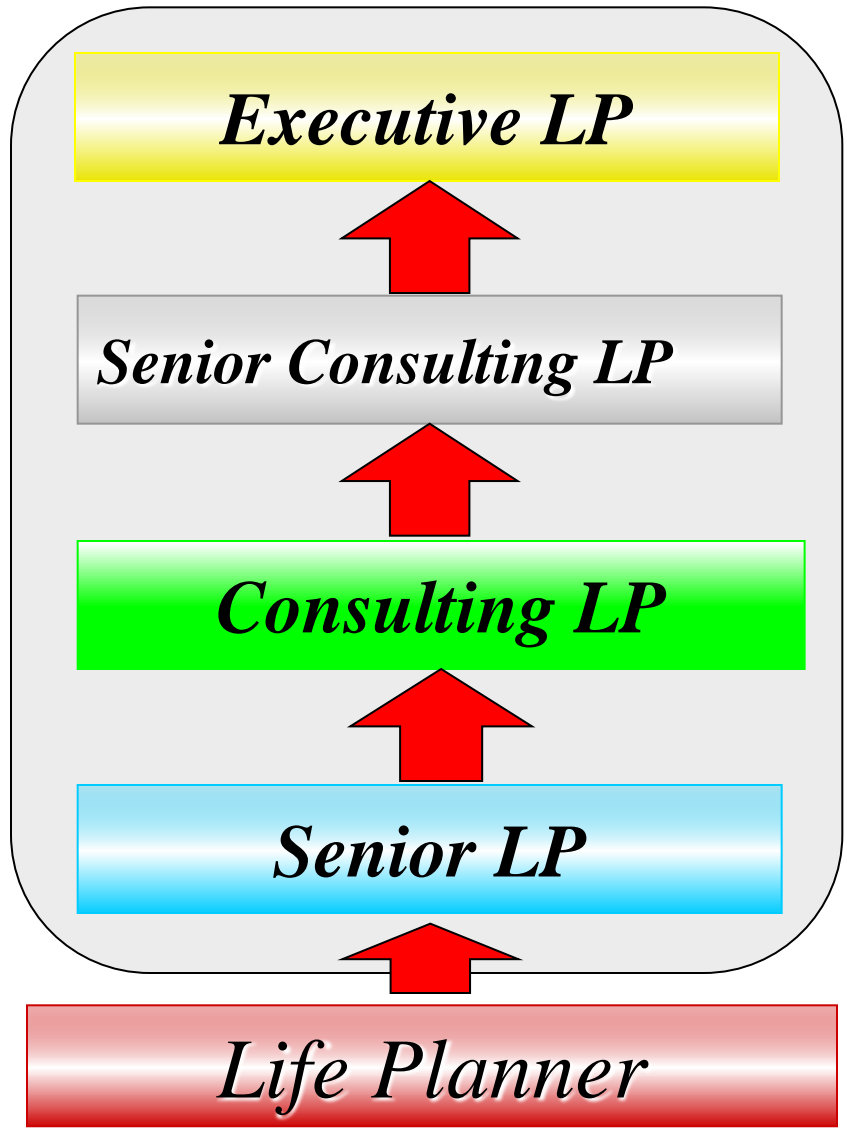 Executive LP
Senior Consulting LP
Consulting LP
Senior LP
Life Planner